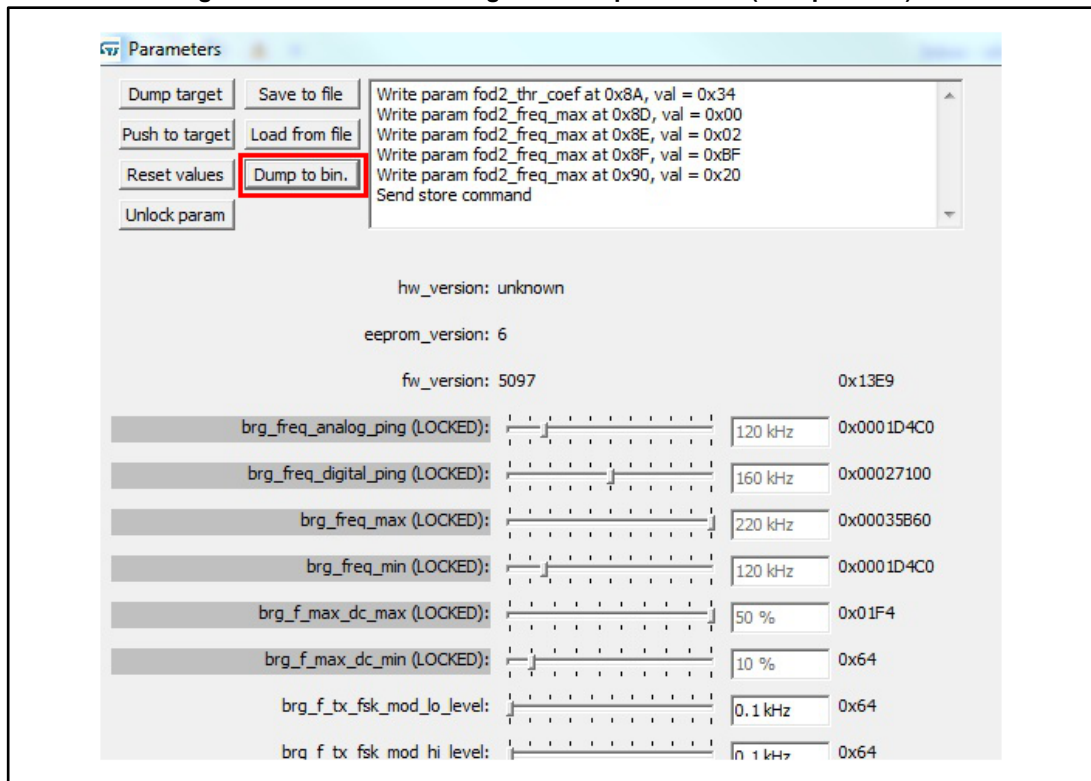 Parameters
Dump target
Save to file
Push to target
Load from file
Reset values
Dump to bin.
Unlock param
Write param fod2_thr_coef at 0x8A, val = 0x34
Write param fod2_freq_max at 0x8D, val = 0x00
Write param fod2_freq_max at 0x8E, val = 0x02
Write param fod2_freq_max at 0x8F, val = 0xBF
Write param fod2_freq_max at 0x90, val = 0x20
Send store command
hw_version: unknown
eeprom_version: 6
fw_version: 5097 0x13E9
brg_freq_analog_ping (LOCKED): 120 kHz 0x0001D4C0
brg_freq_digital_ping (LOCKED): 160 kHz 0x00027100
brg_freq_max (LOCKED): 220 kHz 0x00035B60
brg_freq_min (LOCKED): 120 kHz 0x0001D4C0
brg_f_max_dc_max (LOCKED): 50 % 0x01F4
brg_f_max_dc_min (LOCKED): 10 % 0x64
brg_f_tx_fsk_mod_lo_level: 0.1 kHz 0x64
brg_f_tx_fsk_mod_hi_level: 0.1 kHz 0x64